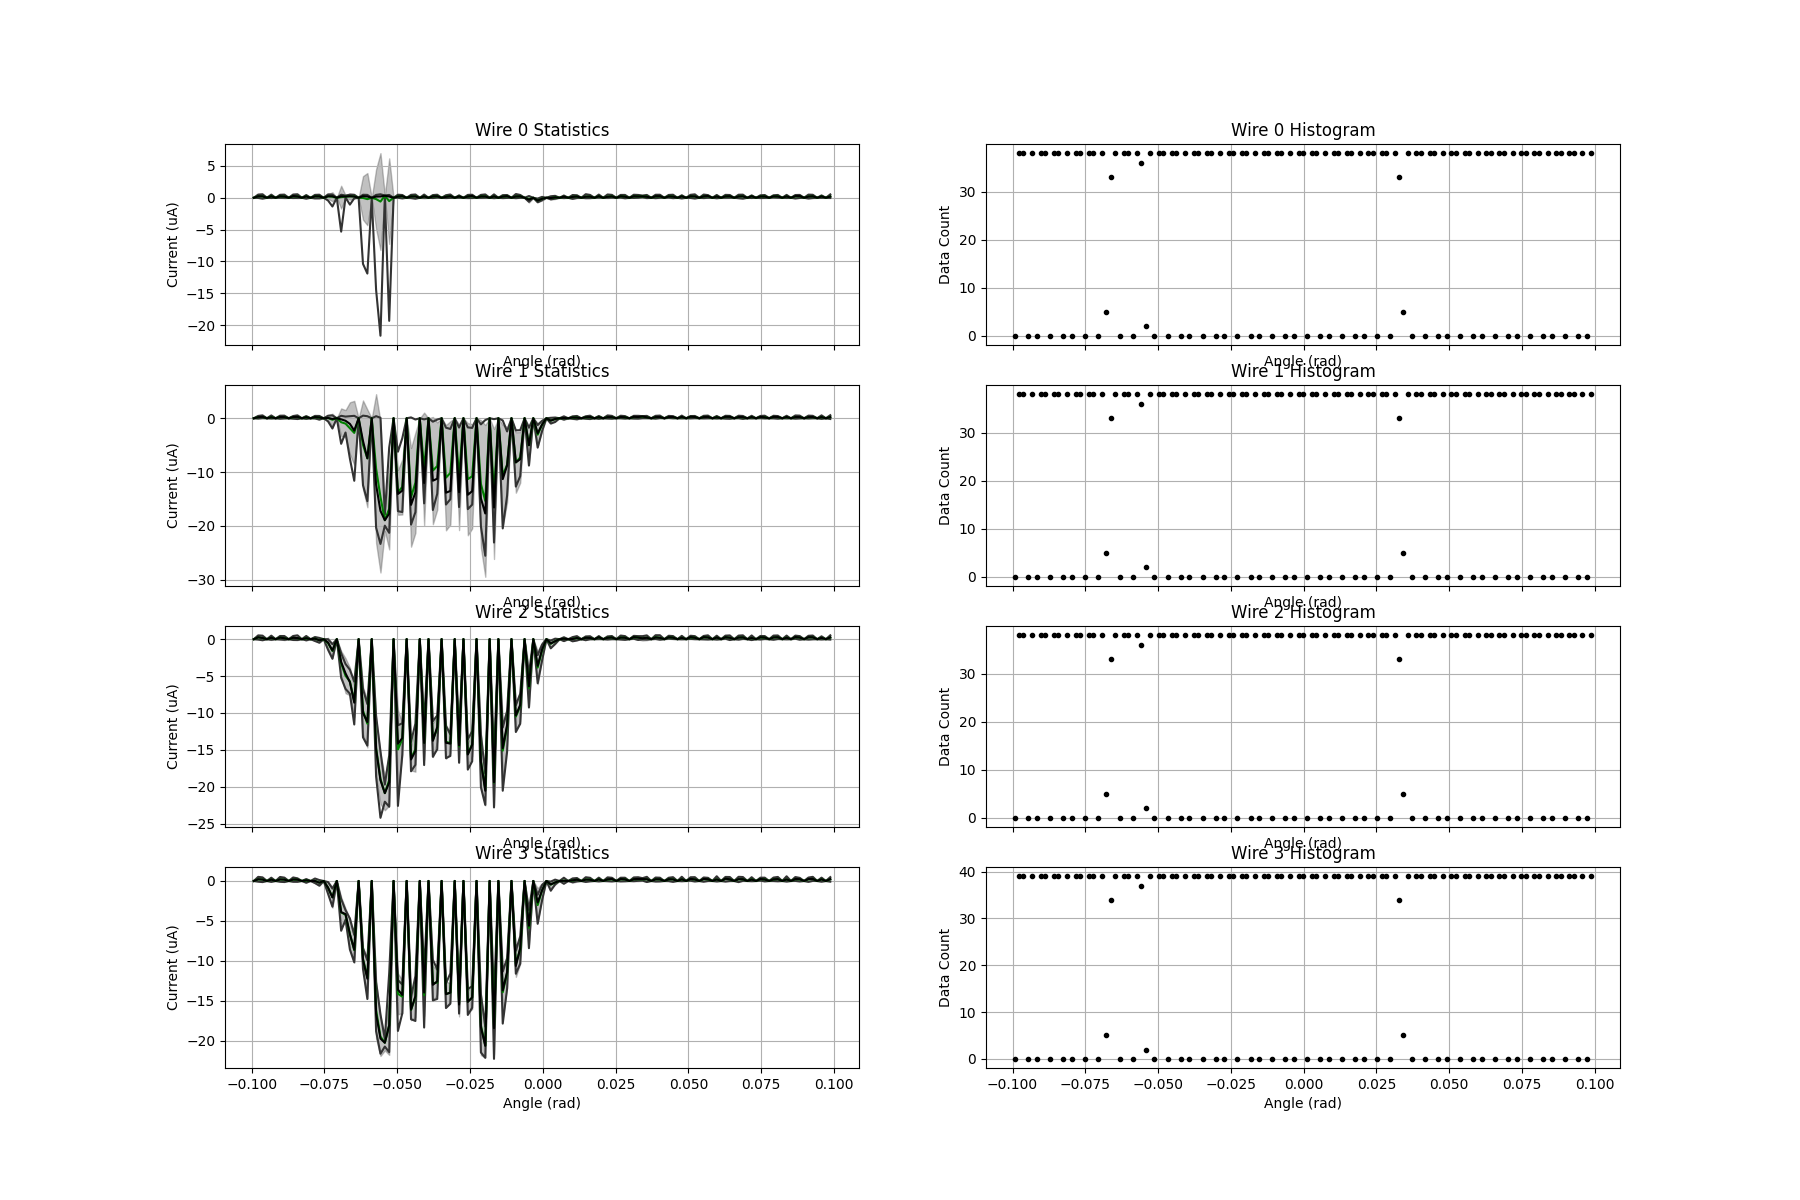 Wire 0 Statistics
Current (uA)
5
0
−5
−10
−15
−20
Angle (rad)
Wire 0 Histogram
Data Count
30
20
10
0
Angle (rad)
Wire 1 Statistics
Current (uA)
0
−10
−20
−30
Angle (rad)
Wire 1 Histogram
Data Count
30
20
10
0
Angle (rad)
Wire 2 Statistics
Current (uA)
0
−5
−10
−15
−20
−25
Angle (rad)
Wire 2 Histogram
Data Count
30
20
10
0
Angle (rad)
Wire 3 Statistics
Current (uA)
0
−5
−10
−15
−20
−0.100 −0.075 −0.050 −0.025 0.000 0.025 0.050 0.075 0.100
Angle (rad)
Wire 3 Histogram
Data Count
40
30
20
10
0
−0.100 −0.075 −0.050 −0.025 0.000 0.025 0.050 0.075 0.100
Angle (rad)